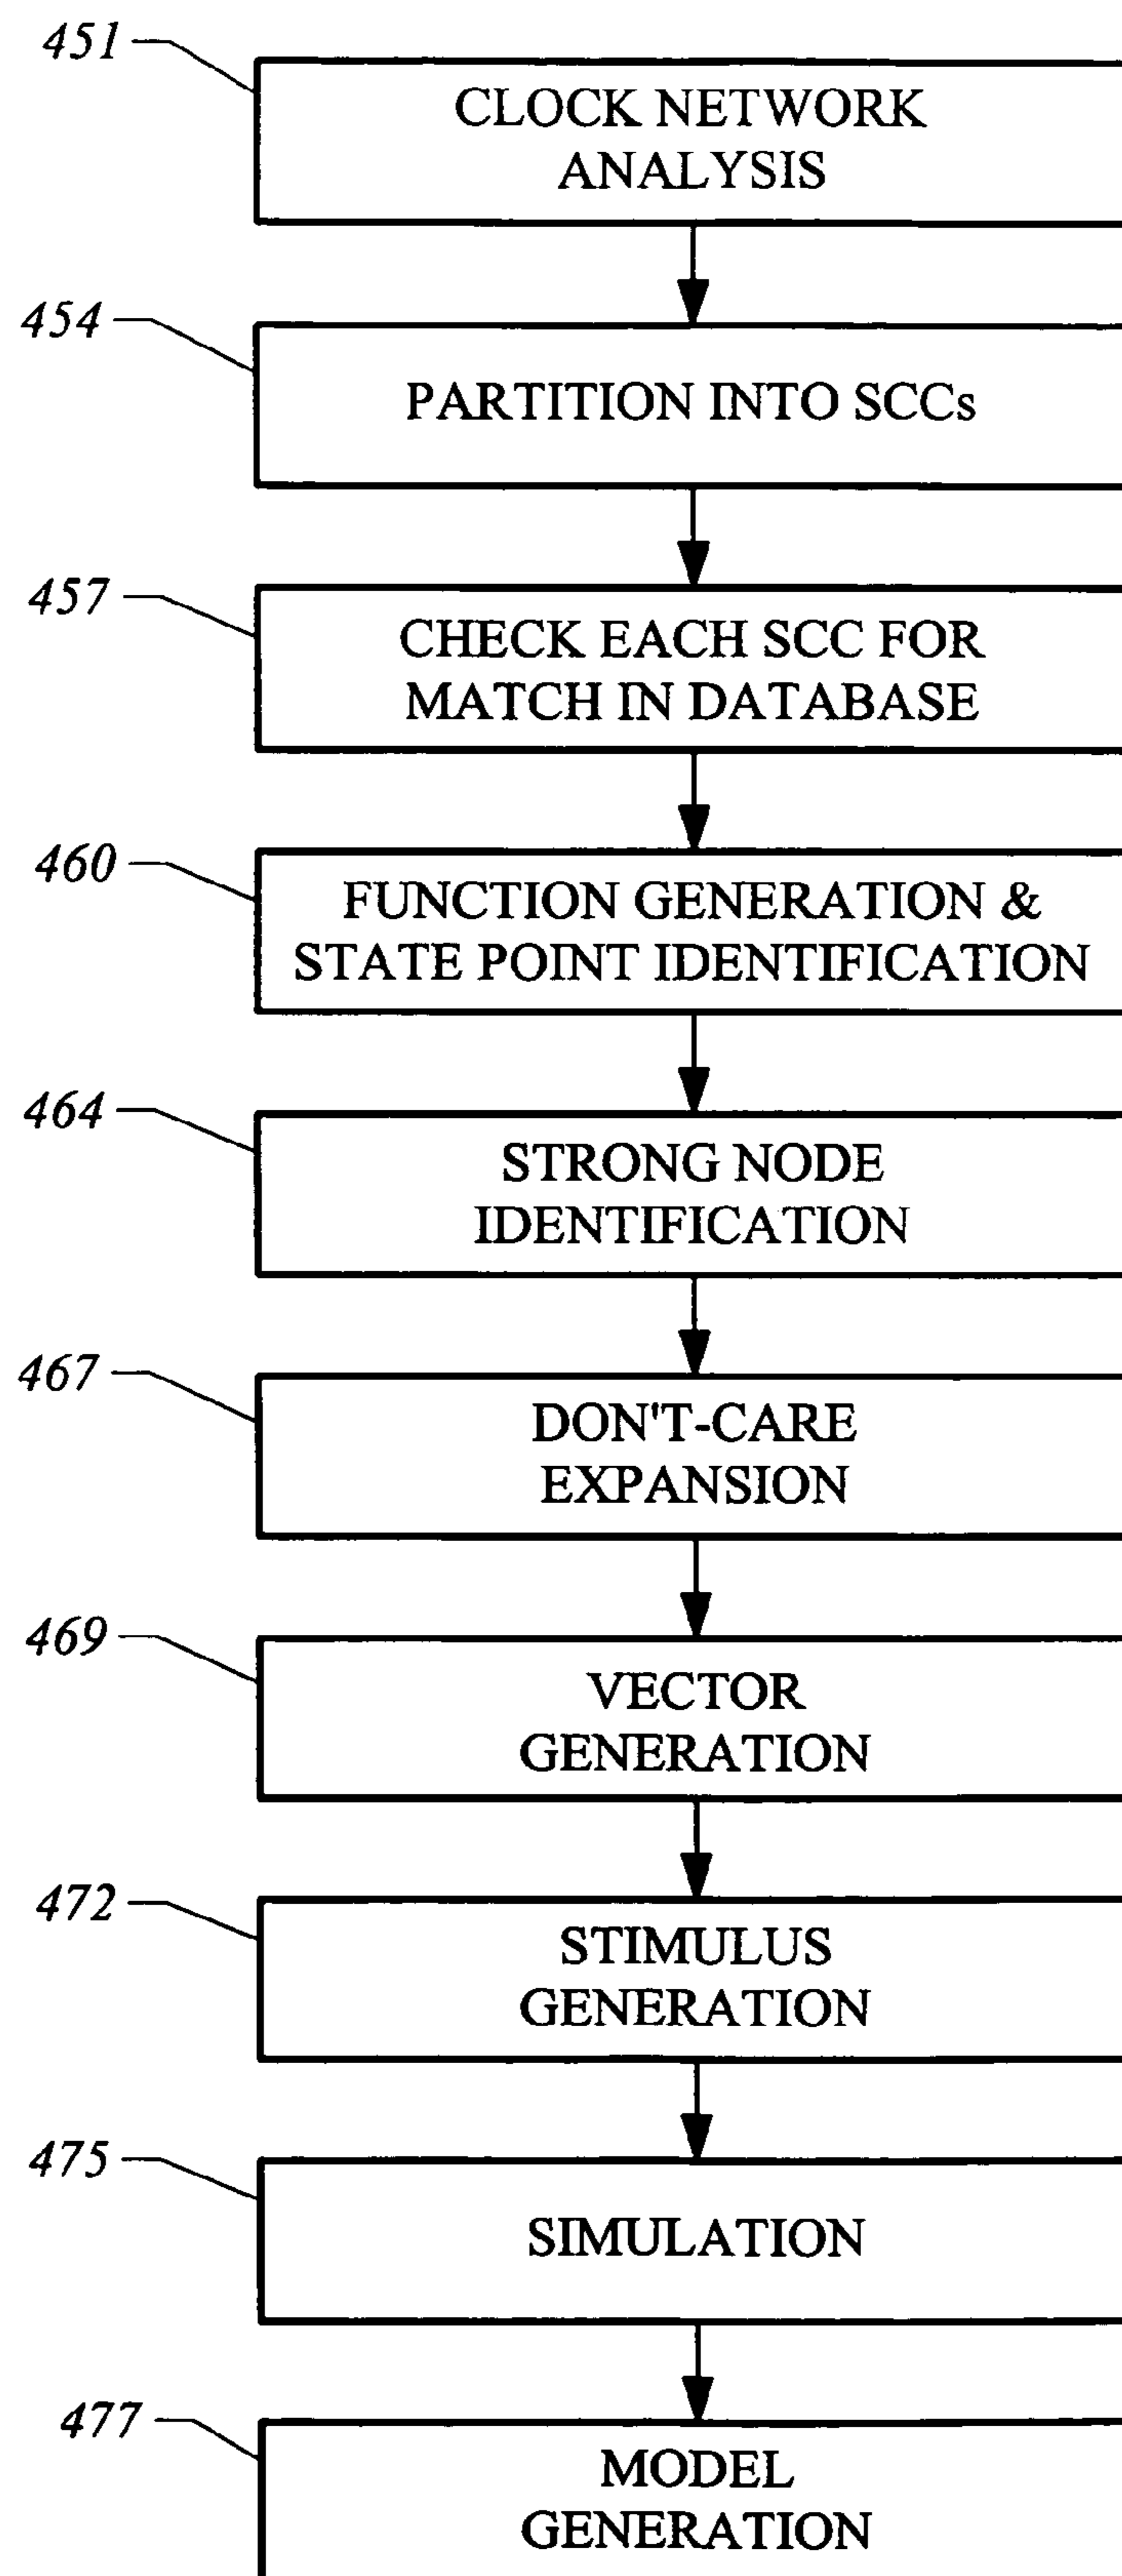 451
CLOCK NETWORK
ANALYSIS
454
PARTITION INTO SCCs
457
CHECK EACH SCC FOR
MATCH IN DATABASE
460
FUNCTION GENERATION &
STATE POINT IDENTIFICATION
464
STRONG NODE
IDENTIFICATION
467
DON'T-CARE
EXPANSION
469
VECTOR
GENERATION
472
STIMULUS
GENERATION
475
SIMULATION
477
MODEL
GENERATION